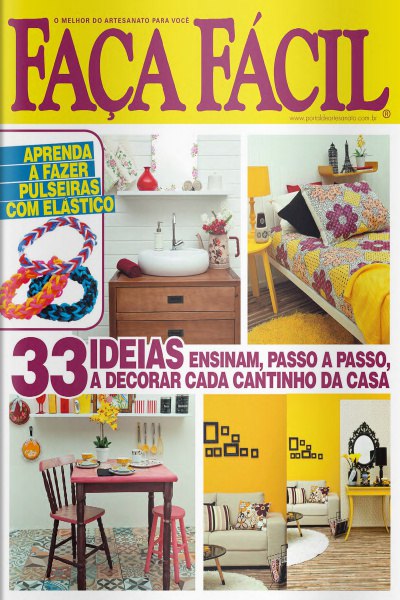 O MELHOR DO ARTESANATO PARA VOCÊ
FAÇA FÁCIL®
www.portaldeartesanato.com.br
APRENDA
A FAZER
PULSEIRAS
COM ELÁSTICO
33 IDEIAS ENSINAM, PASSO A PASSO,
A DECORAR CADA CANTINHO DA CASA